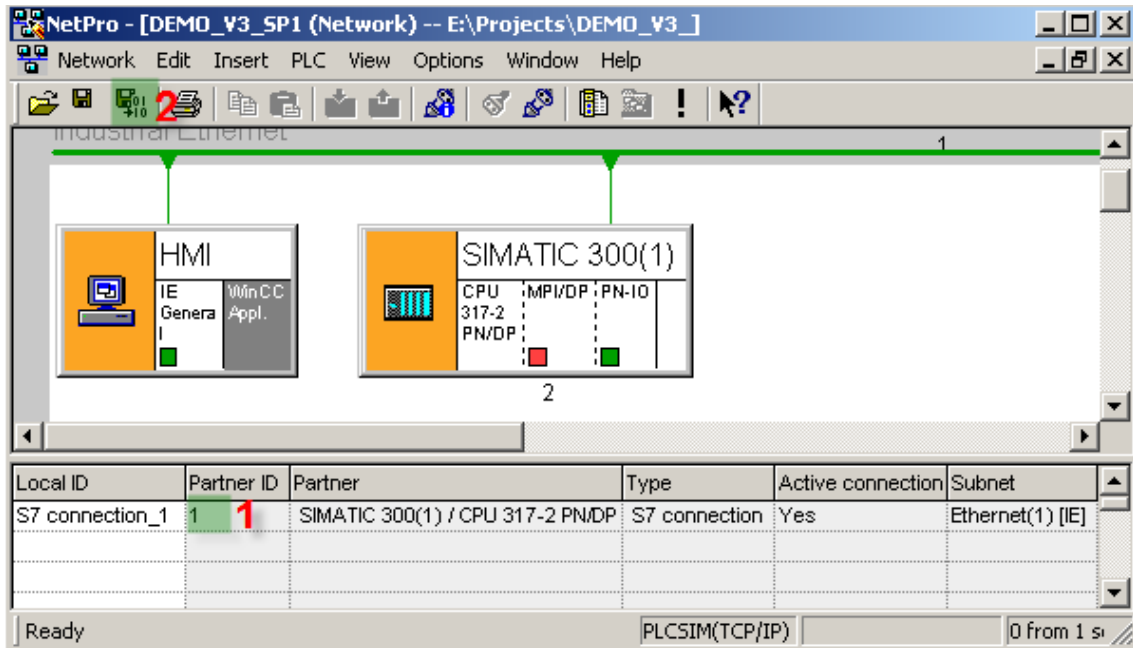 NetPro - [DEMO_V3_SP1 (Network) -- E:\Projects\DEMO_V3_]
Network Edit Insert PLC View Options Window Help
2
Industrial Ethernet
1
HMI
IE
Genera
l
WinCC
Appl.
SIMATIC 300(1)
CPU
317-2
PN/DP
MPI/DP
PN-IO
2
Local ID Partner ID Partner Type Active connection Subnet
S7 connection_1 1 1 SIMATIC 300(1) / CPU 317-2 PN/DP S7 connection Yes Ethernet(1) [IE]
Ready PLCSIM(TCP/IP) 0 from 1 s